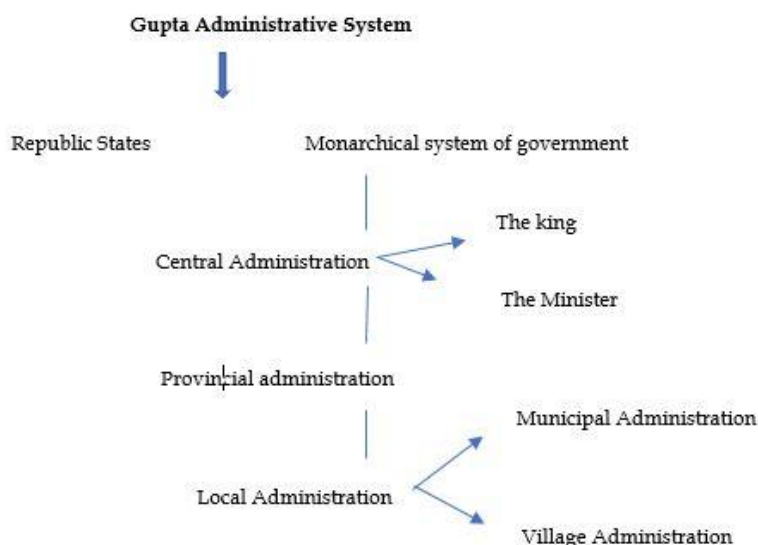 Gupta Administrative System
Republic States
Monarchical system of government
The king
Central Administration
The Minister
Provincial administration
Municipal Administration
Local Administration
Village Administration